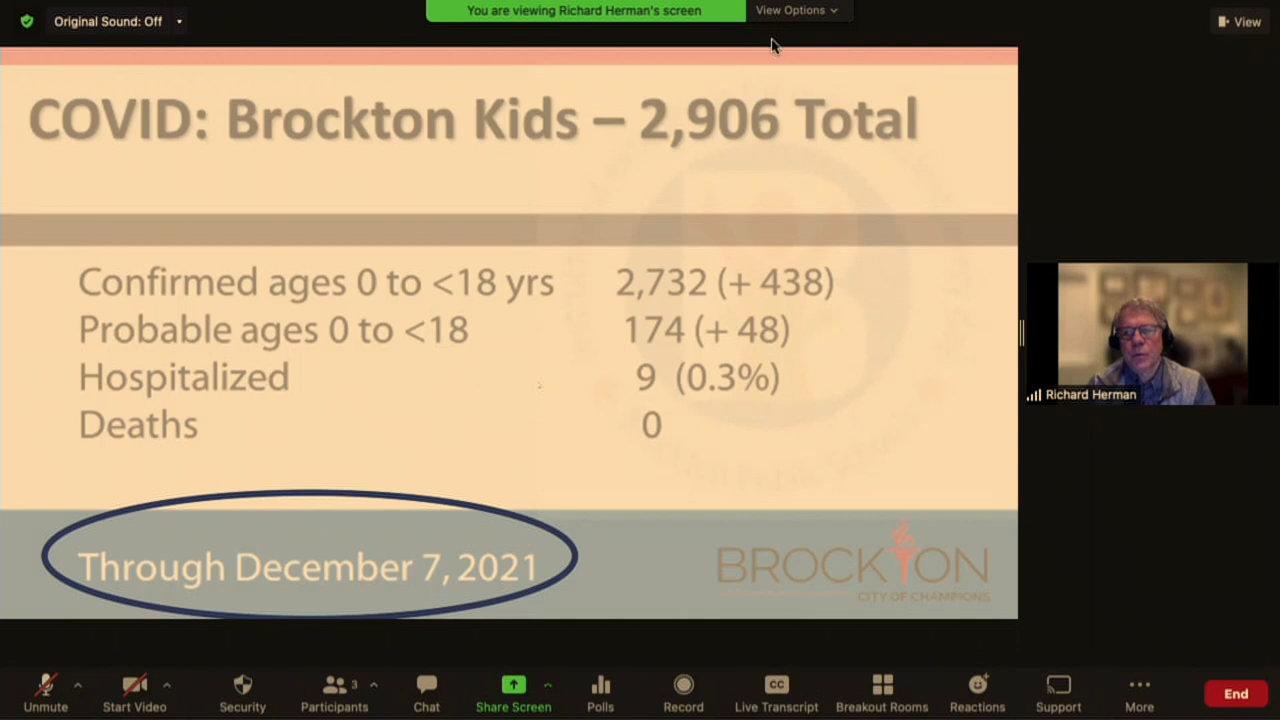 Original Sound: Off
You are viewing Richard Herman's screen
View Options
View
COVID: Brockton Kids – 2,906 Total
Confirmed ages 0 to <18 yrs 2,732 (+ 438)
Probable ages 0 to <18 174 (+ 48)
Hospitalized 9 (0.3%)
Deaths 0
Richard Herman
Through December 7, 2021
BROCKTON
CITY OF CHAMPIONS
Unmute
Start Video
Security
3
Participants
Chat
Share Screen
Polls
Record
CC
Live Transcript
Breakout Rooms
Reactions
Support
More
End